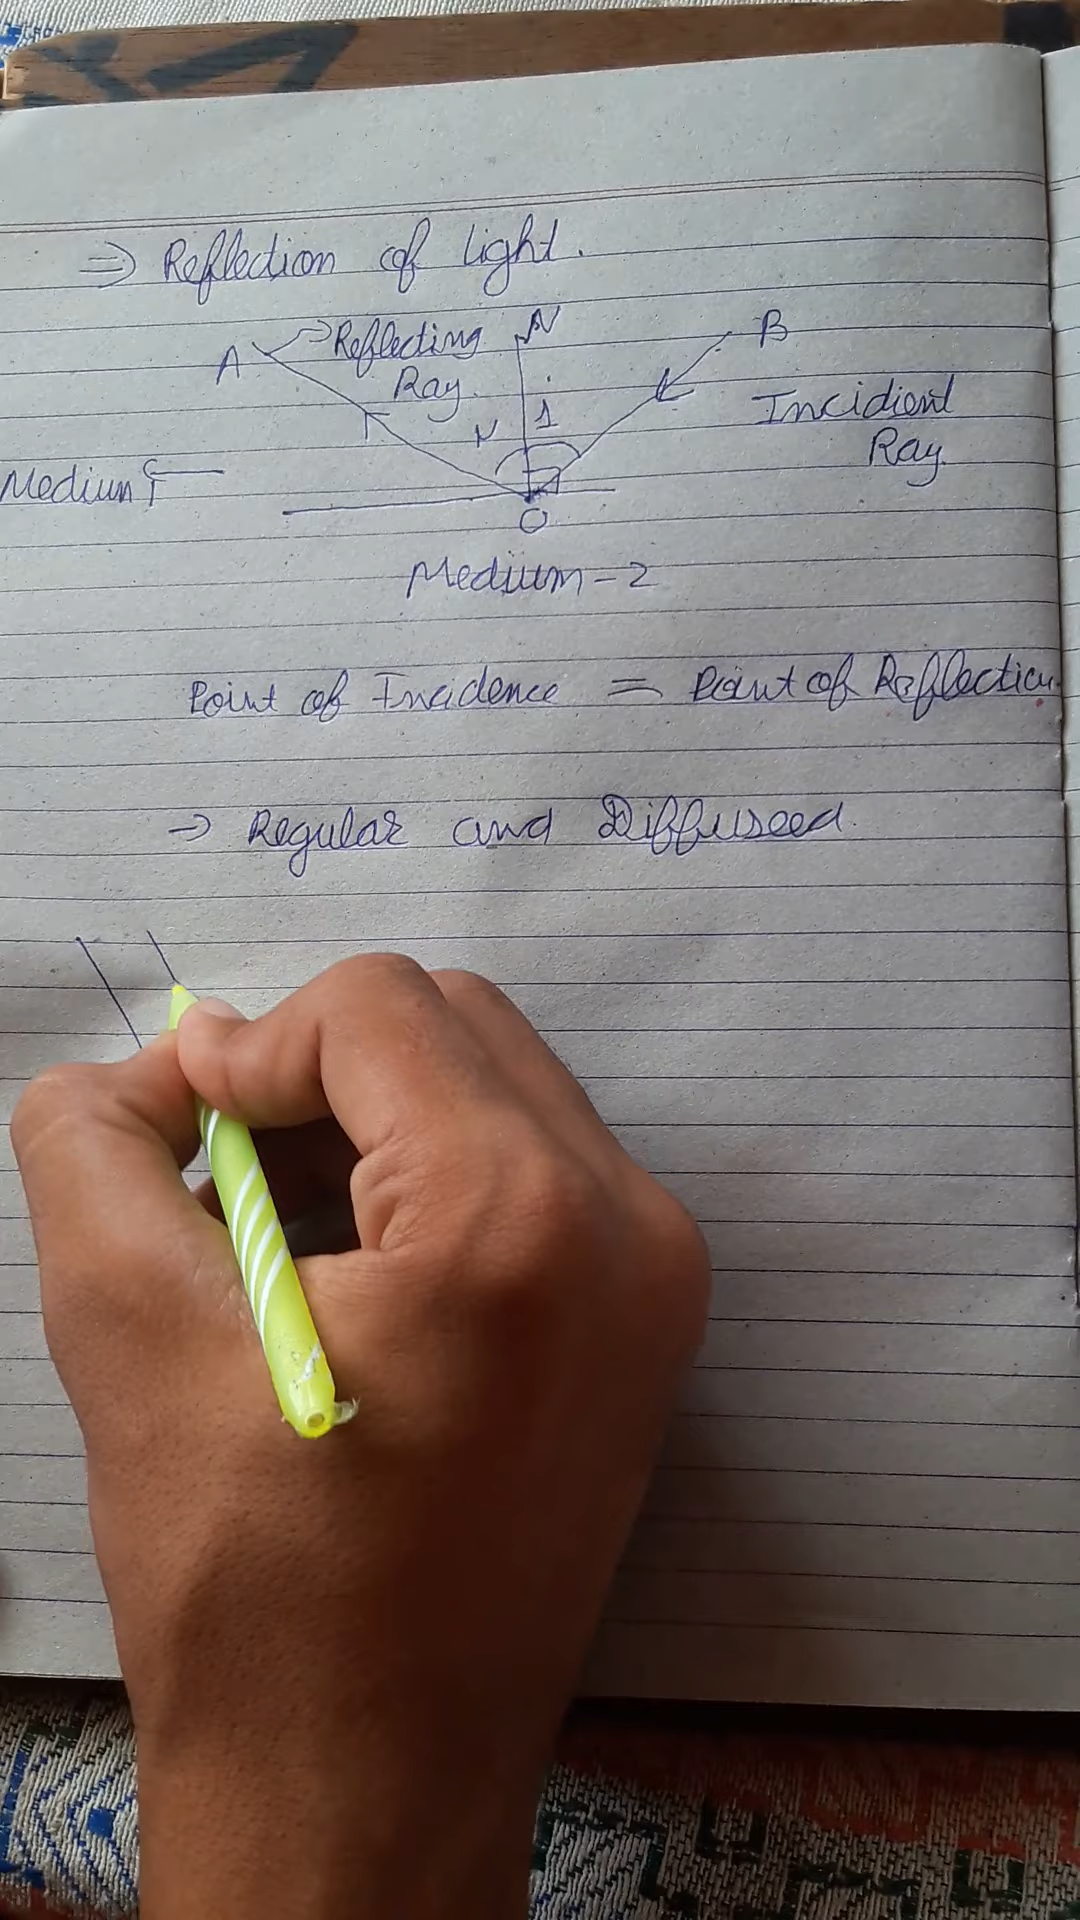 ⇒ Reflection of light.
A Reflecting N B
Ray. Incidient
N 1 Ray.
Medium
O
Medium-2
Point of Incidence = Point of Reflection.
→ Regular and Diffuseed.